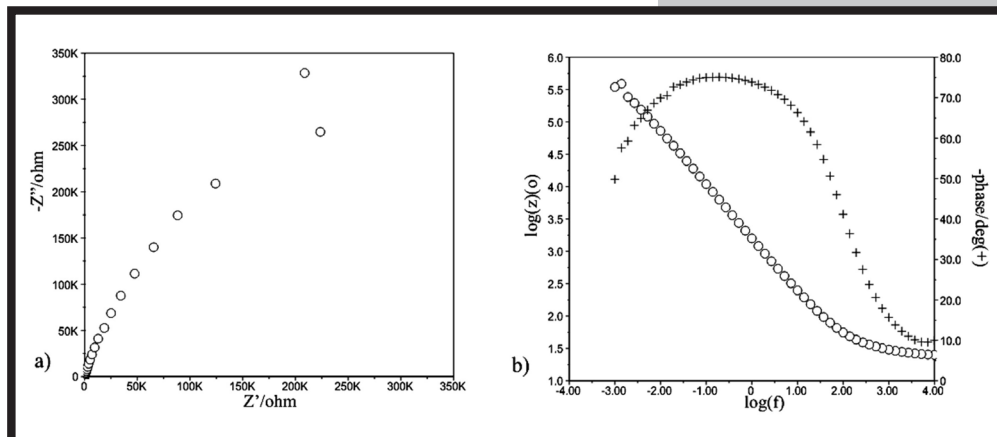 350K
300K
250K
200K
150K
100K
50K
0
0 50K 100K 150K 200K 250K 300K 350K
-Z''/ohm
Z'/ohm
a)
6.0
5.5
5.0
4.5
4.0
3.5
3.0
2.5
2.0
1.5
1.0
-4.00 -3.00 -2.00 -1.00 0 1.00 2.00 3.00 4.00
log(z)(o)
log(f)
80.0
70.0
60.0
50.0
40.0
30.0
20.0
10.0
0
-phase/deg(+)
b)